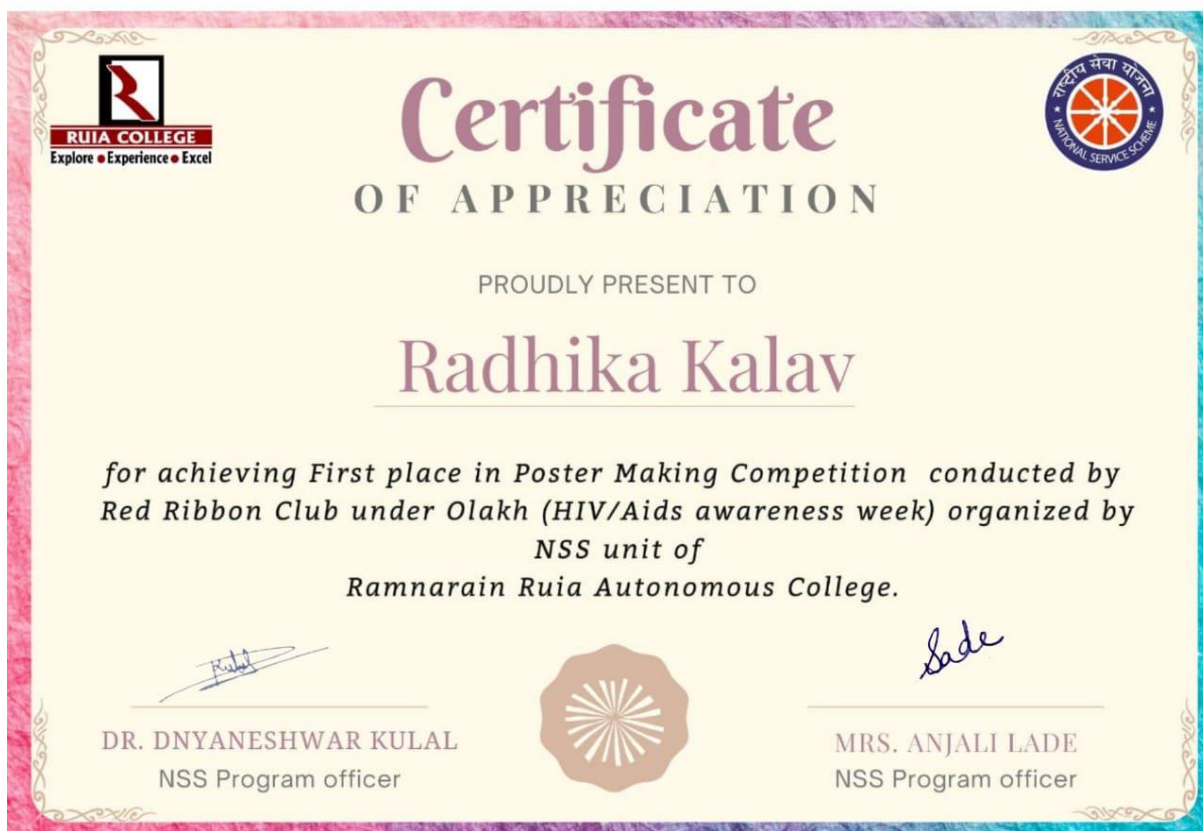 RUIA COLLEGE
Explore ● Experience ● Excel
राष्ट्रीय सेवा योजना
NATIONAL SERVICE SCHEME
Certificate
OF APPRECIATION
PROUDLY PRESENT TO
Radhika Kalav
for achieving First place in Poster Making Competition conducted by
Red Ribbon Club under Olakh (HIV/Aids awareness week) organized by
NSS unit of
Ramnarain Ruia Autonomous College.
DR. DNYANESHWAR KULAL
NSS Program officer
MRS. ANJALI LADE
NSS Program officer